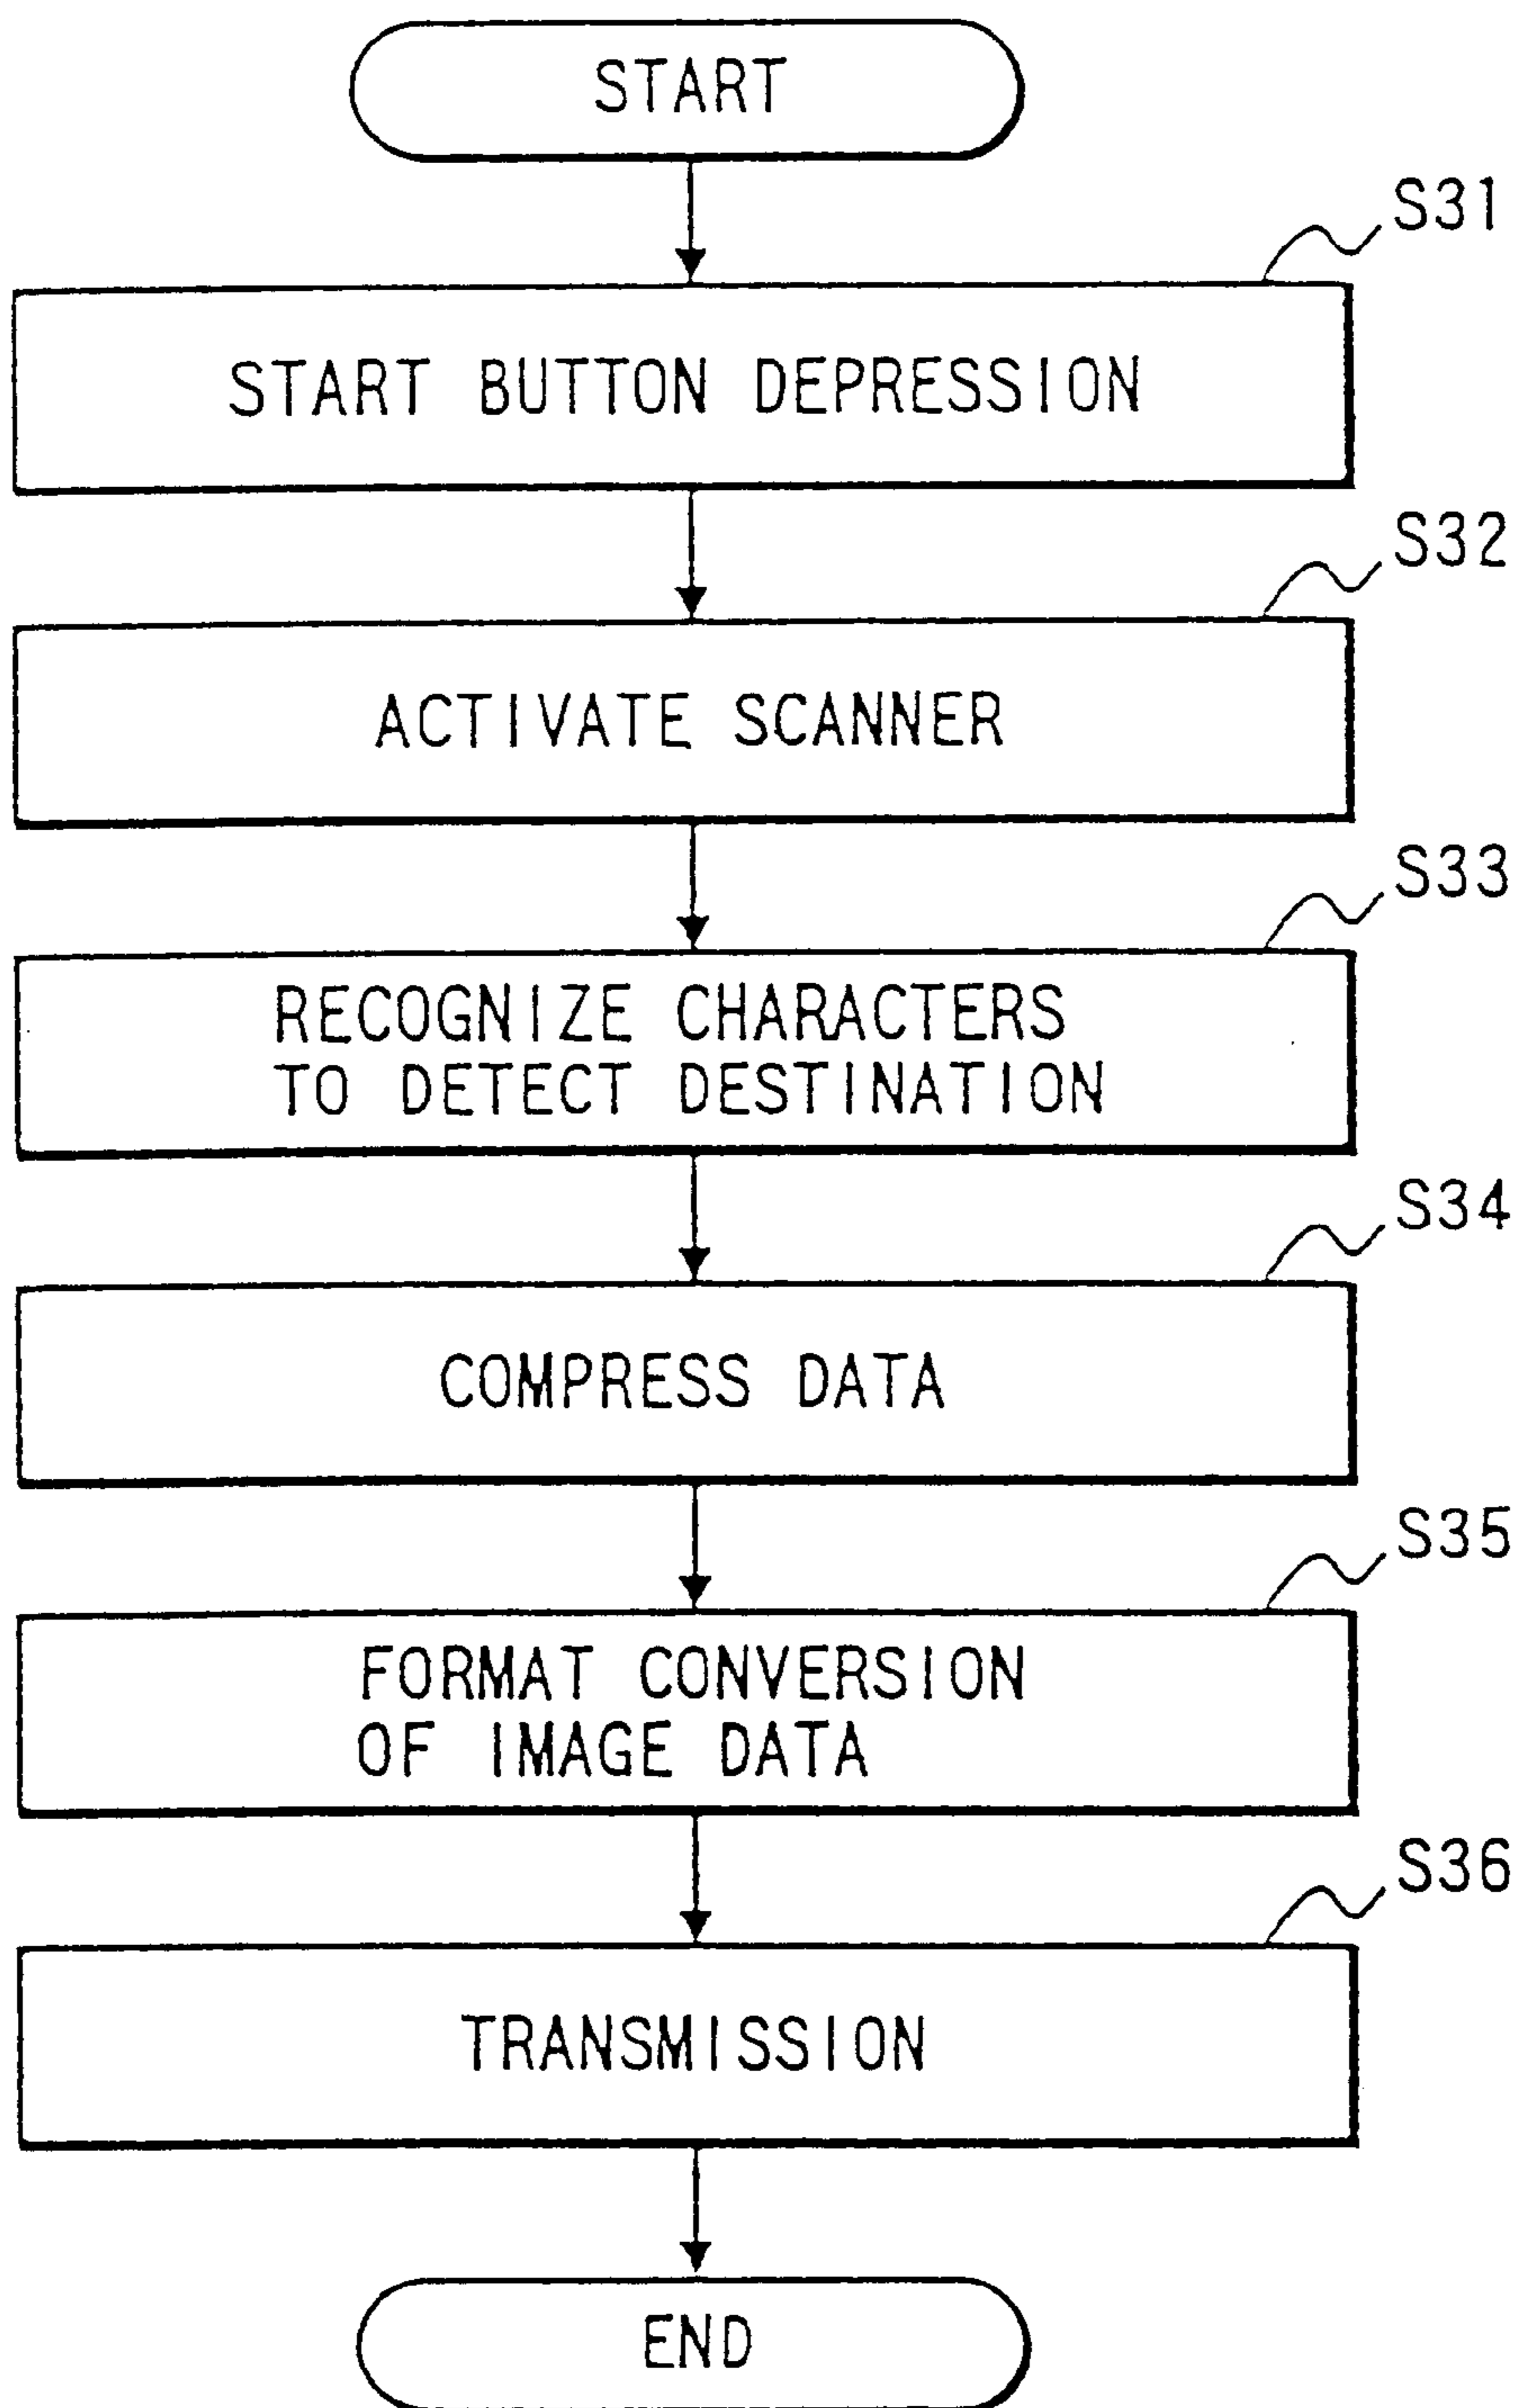 START
S31
START BUTTON DEPRESSION
S32
ACTIVATE SCANNER
S33
RECOGNIZE CHARACTERS
TO DETECT DESTINATION
S34
COMPRESS DATA
S35
FORMAT CONVERSION
OF IMAGE DATA
S36
TRANSMISSION
END